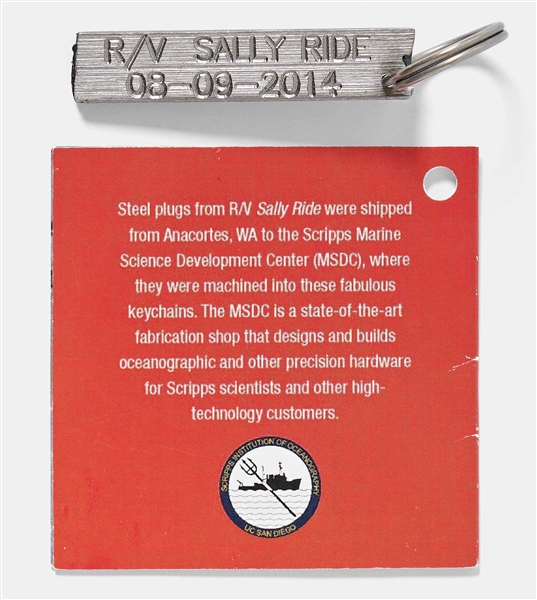 R/V SALLY RIDE
08-09-2014
Steel plugs from R/V Sally Ride were shipped
from Anacortes, WA to the Scripps Marine
Science Development Center (MSDC), where
they were machined into these fabulous
keychains. The MSDC is a state-of-the-art
fabrication shop that designs and builds
oceanographic and other precision hardware
for Scripps scientists and other high-
technology customers.
SCRIPPS INSTITUTION OF OCEANOGRAPHY
UC SAN DIEGO